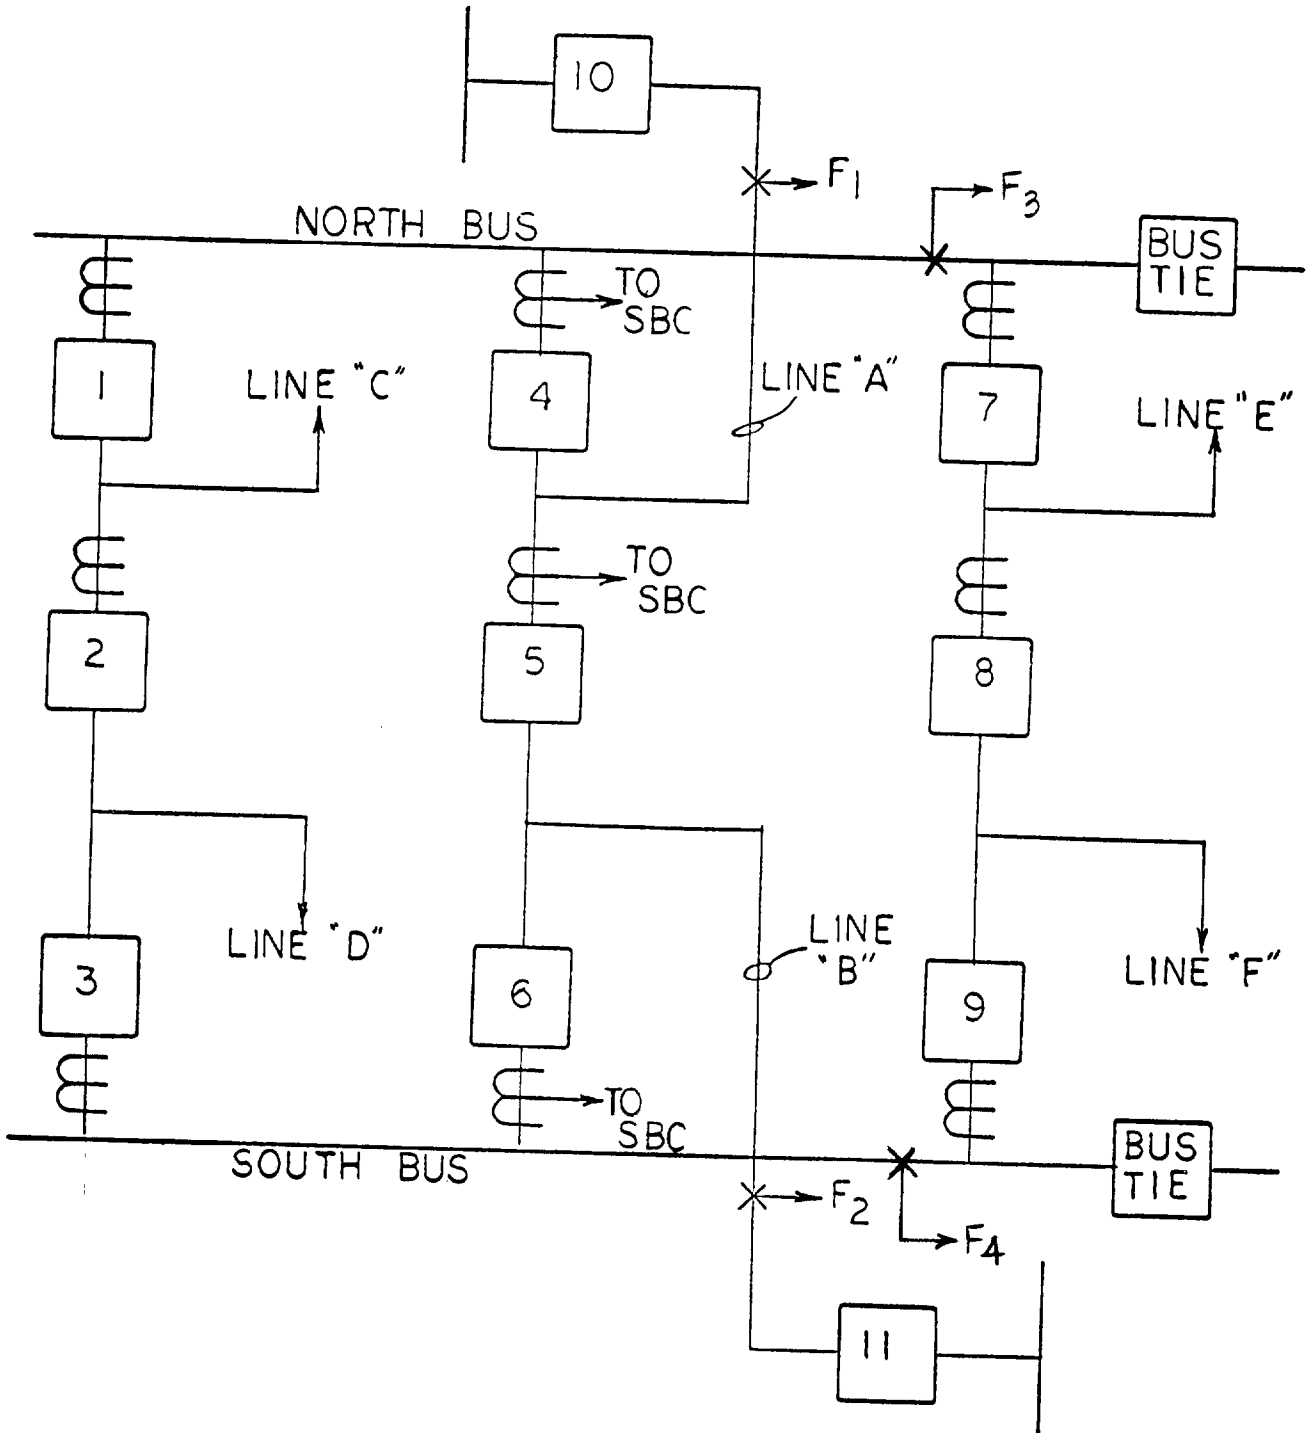 10
F1
F3
NORTH BUS
BUS
TIE
TO
SBC
1
LINE "C"
4
LINE "A"
7
LINE "E"
TO
SBC
2
5
8
LINE "D"
LINE
"B"
LINE "F"
3
6
9
TO
SBC
SOUTH BUS
BUS
TIE
F2
F4
11